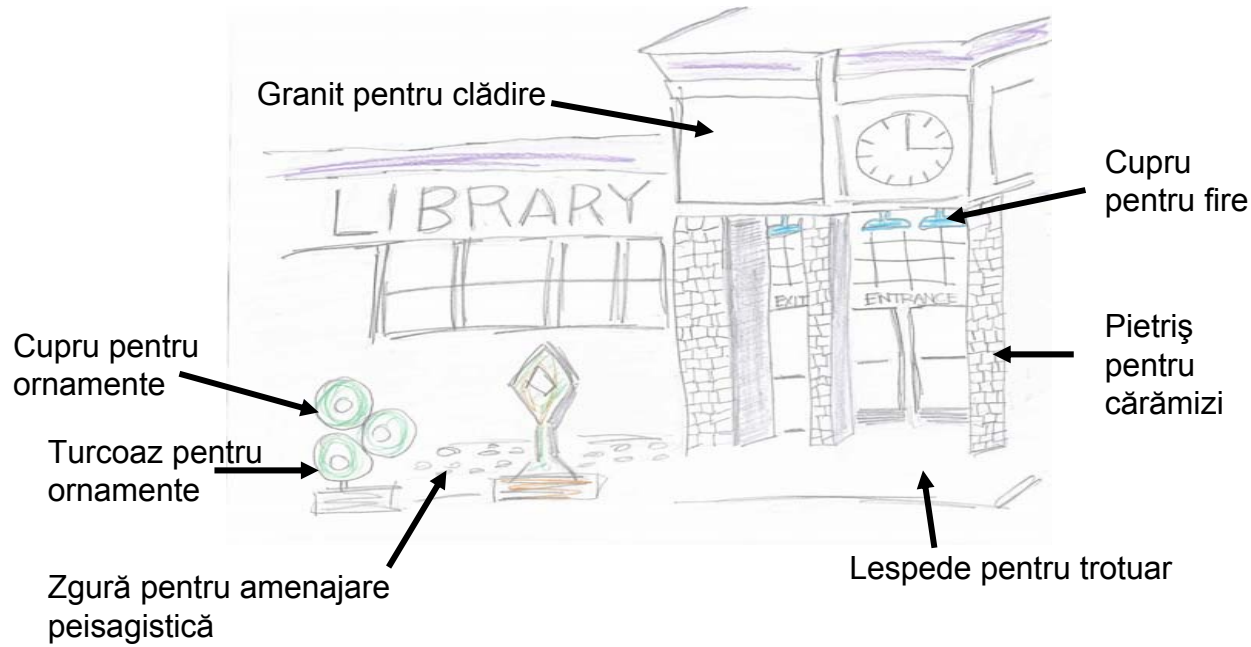 Granit pentru clădire
LIBRARY
Cupru
pentru fire
EXIT
ENTRANCE
Pietriş
pentru
cărămizi
Cupru pentru
ornamente
Turcoaz pentru
ornamente
Zgură pentru amenajare
peisagistică
Lespede pentru trotuar